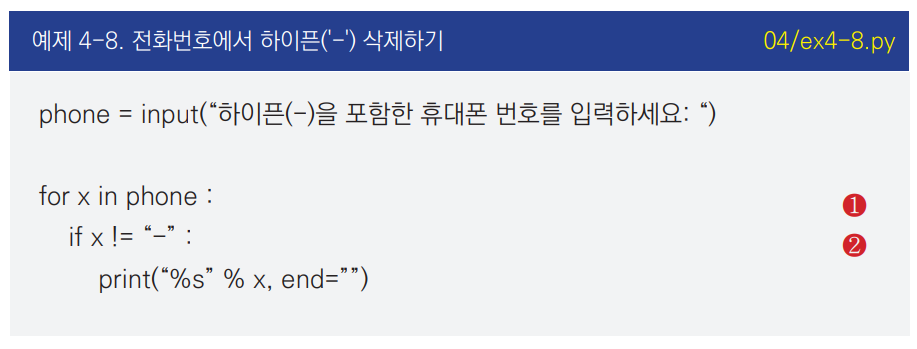 예제 4-8. 전화번호에서 하이픈('-') 삭제하기 04/ex4-8.py
phone = input(“하이픈(-)을 포함한 휴대폰 번호를 입력하세요: “)
for x in phone : ❶
if x != “-” : ❷
print(“%s” % x, end=””)